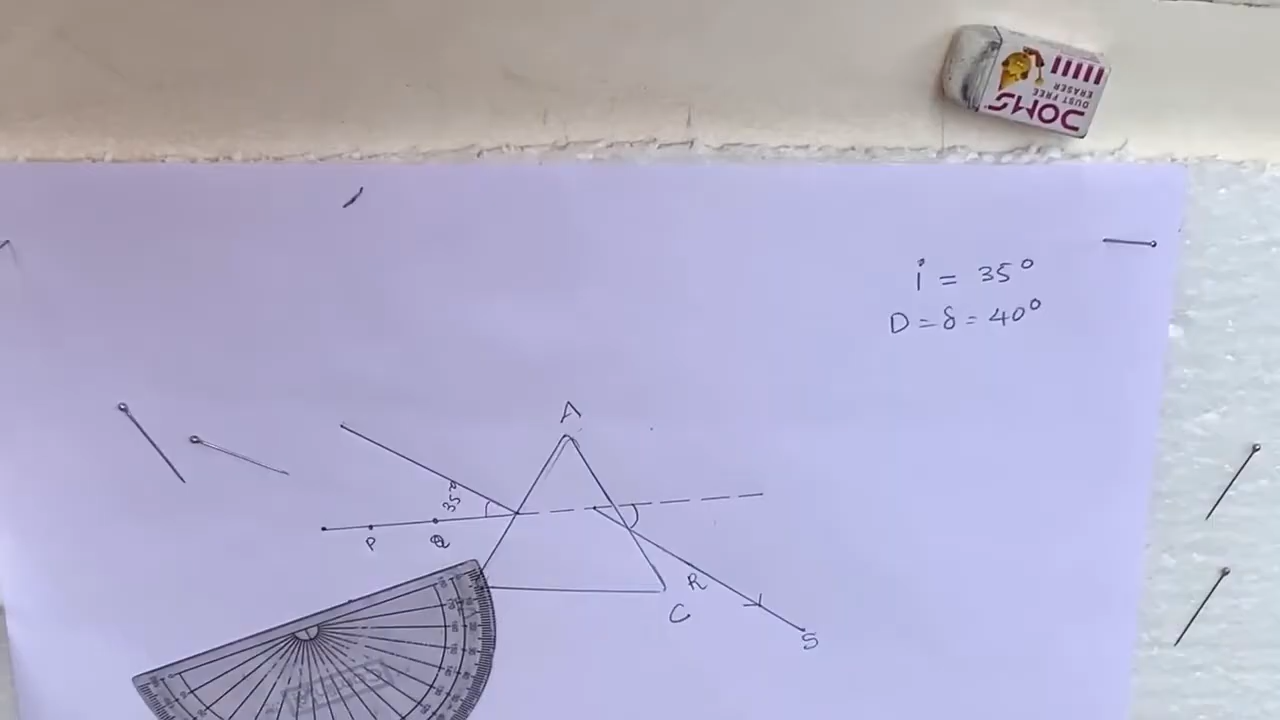 DOMS
DUST FREE
ERASER
i = 35°
D = δ = 40°
A
35°
P
Q
R
C
S